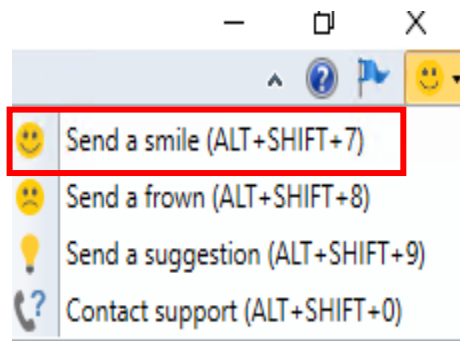 Send a smile (ALT+SHIFT+7)
Send a frown (ALT+SHIFT+8)
Send a suggestion (ALT+SHIFT+9)
Contact support (ALT+SHIFT+0)